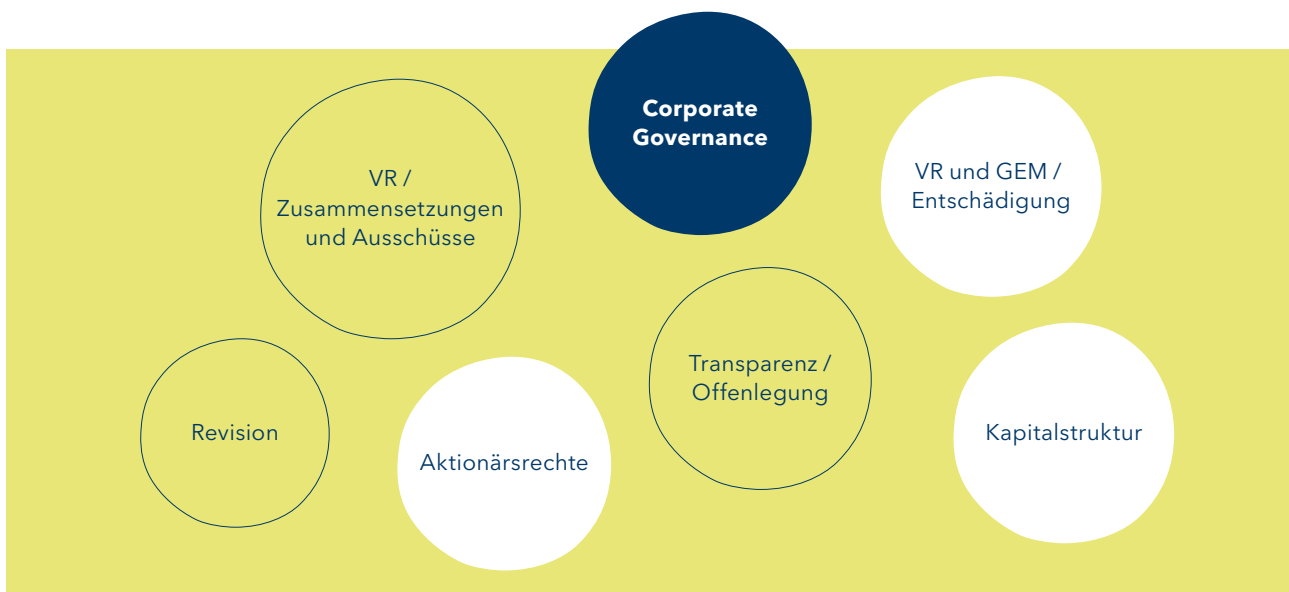 Corporate
Governance
VR /
Zusammensetzungen
und Ausschüsse
VR und GEM /
Entschädigung
Transparenz /
Offenlegung
Revision
Aktionärsrechte
Kapitalstruktur